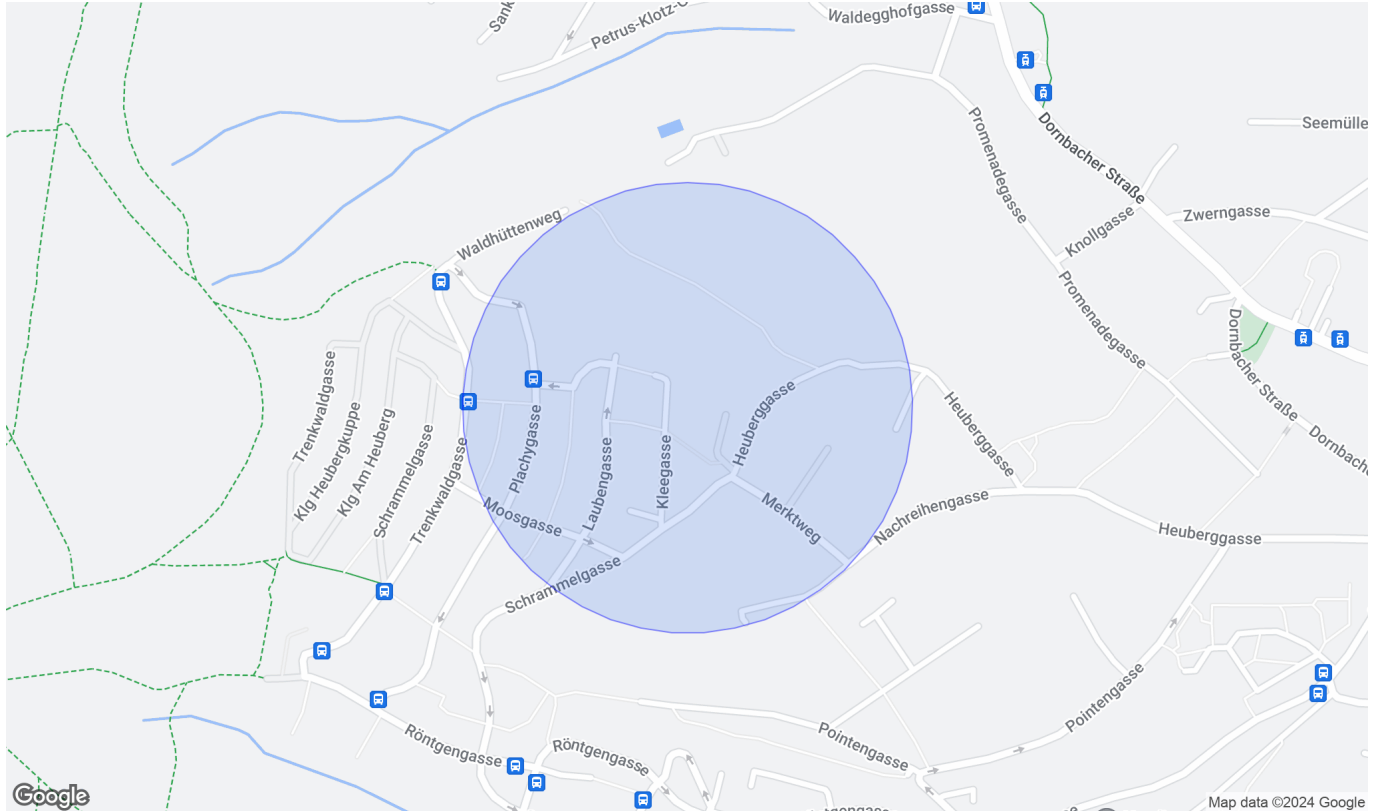 Sank
Petrus-Klotz-G
Waldegghofgasse
Seemülle
Promenadegasse
Dornbacher Straße
Knollgasse
Zwerngasse
Waldhüttenweg
Promenadegasse
Dornbacher Straße
Dornbache
Trenkwaldgasse
Klg Heubergkuppe
Klg Am Heuberg
Schrammelgasse
Trenkwaldgasse
Plachygasse
Laubengasse
Kleegasse
Heuberggasse
Heuberggasse
Moosgasse
Merktweg
Nachreihengasse
Heuberggasse
Schrammelgasse
Pointengasse
Pointengasse
Röntgengasse
Röntgengasse
Google
Map data ©2024 Google